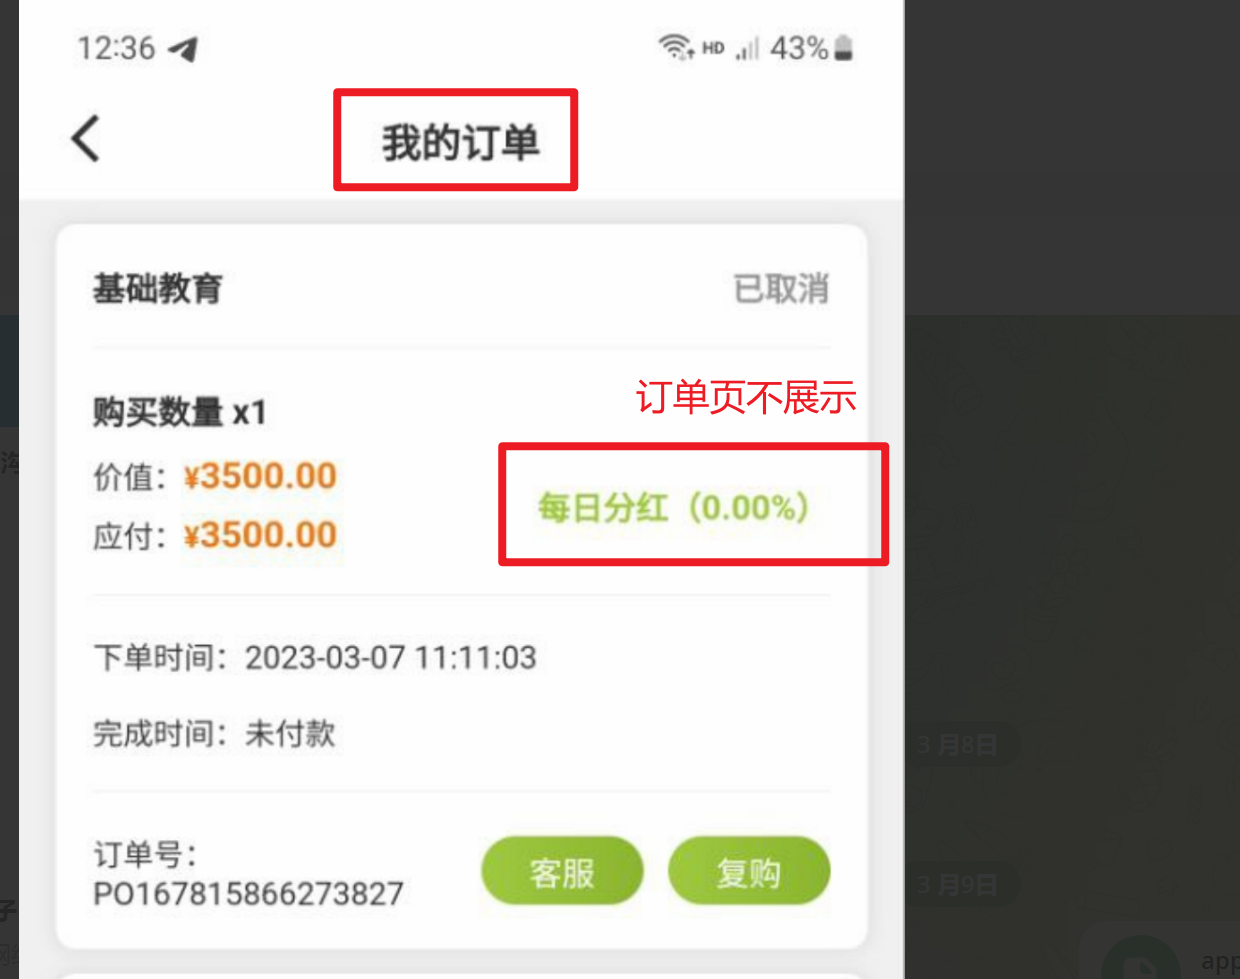 12:36
HD 43%
我的订单
基础教育
已取消
订单页不展示
购买数量 x1
价值：¥3500.00
每日分红（0.00%）
应付：¥3500.00
下单时间：2023-03-07 11:11:03
完成时间：未付款
3 月8日
订单号：
PO167815866273827
客服
复购
3 月9日
子
app